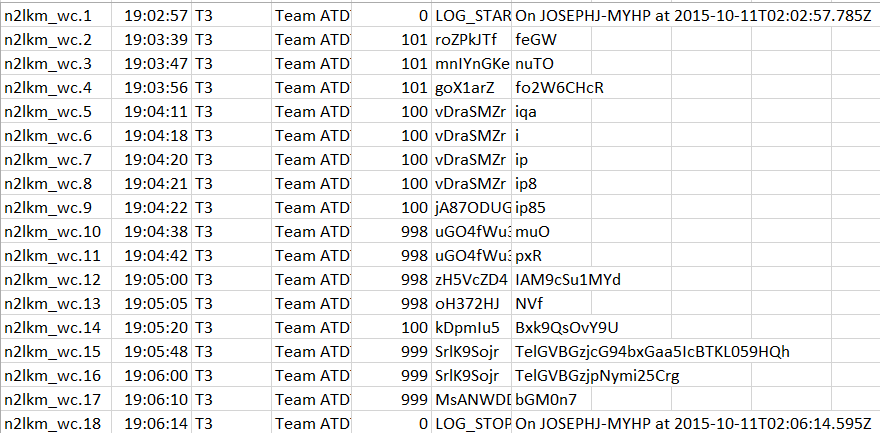 n2lkm_wc.1 19:02:57 T3 Team ATD 0 LOG_STAR On JOSEPHJ-MYHP at 2015-10-11T02:02:57.785Z
n2lkm_wc.2 19:03:39 T3 Team ATD 101 roZPkJTf feGW
n2lkm_wc.3 19:03:47 T3 Team ATD 101 mnIYnGKe nuTO
n2lkm_wc.4 19:03:56 T3 Team ATD 101 goX1arZ fo2W6CHcR
n2lkm_wc.5 19:04:11 T3 Team ATD 100 vDraSMZr iqa
n2lkm_wc.6 19:04:18 T3 Team ATD 100 vDraSMZr i
n2lkm_wc.7 19:04:20 T3 Team ATD 100 vDraSMZr ip
n2lkm_wc.8 19:04:21 T3 Team ATD 100 vDraSMZr ip8
n2lkm_wc.9 19:04:22 T3 Team ATD 100 jA87ODUG ip85
n2lkm_wc.10 19:04:38 T3 Team ATD 998 uGO4fWu3 muO
n2lkm_wc.11 19:04:42 T3 Team ATD 998 uGO4fWu3 pxR
n2lkm_wc.12 19:05:00 T3 Team ATD 998 zH5VcZD4 IAM9cSu1MYd
n2lkm_wc.13 19:05:05 T3 Team ATD 998 oH372HJ NVf
n2lkm_wc.14 19:05:20 T3 Team ATD 100 kDpmIu5 Bxk9QsOvY9U
n2lkm_wc.15 19:05:48 T3 Team ATD 999 SrlK9Sojr TelGVBGzjcG94bxGaa5IcBTKL059HQh
n2lkm_wc.16 19:06:00 T3 Team ATD 999 SrlK9Sojr TelGVBGzjpNymi25Crg
n2lkm_wc.17 19:06:10 T3 Team ATD 999 MsANWDD bGM0n7
n2lkm_wc.18 19:06:14 T3 Team ATD 0 LOG_STOP On JOSEPHJ-MYHP at 2015-10-11T02:06:14.595Z